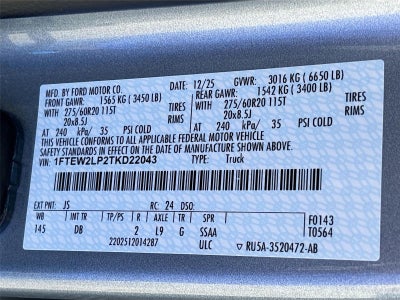 MFD. BY FORD MOTOR CO.
12/25 GVWR: 3016 KG (6650 LB)
FRONT GAWR: 1565 KG (3450 LB) REAR GAWR: 1542 KG (3400 LB)
WITH 275/60R20 115T TIRES WITH 275/60R20 115T TIRES
20x8.5J RIMS 20x8.5J RIMS
AT 240 kPa/ 35 PSI COLD AT 240 kPa/ 35 PSI COLD
THIS VEHICLE CONFORMS TO ALL APPLICABLE FEDERAL MOTOR VEHICLE
SAFETY STANDARDS IN EFFECT ON THE DATE OF MANUFACTURE SHOWN ABOVE.
VIN: 1FTEW2LP2TKD22043 TYPE: Truck
EXT PNT: JS RC: 24 DSO:
WB INT TR TP/PS R AXLE TR SPR F0143
145 DB 2 L9 G SSAA T0564
2202512014287 ULC RU5A-3520472-AB